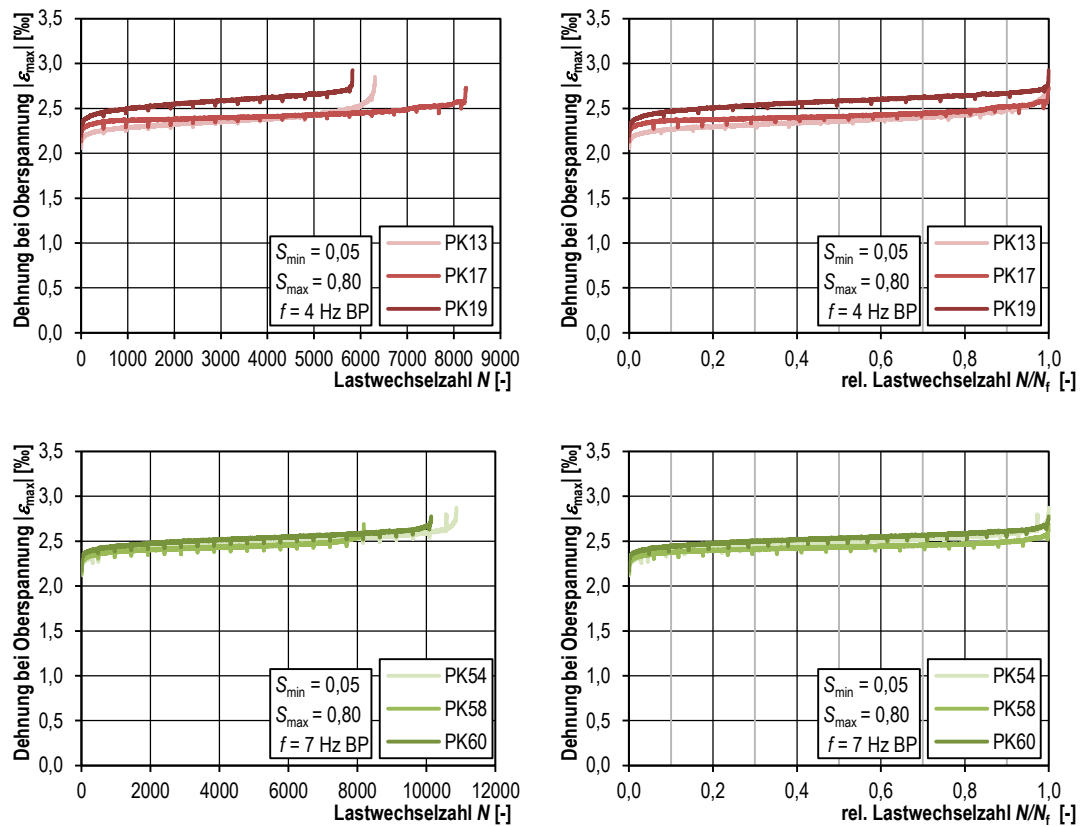 Dehnung bei Oberspannung |εmax| [‰]
3,5
3,0
2,5
2,0
1,5
1,0
0,5
0,0
Smin = 0,05
Smax = 0,80
f = 4 Hz BP
PK13
PK17
PK19
0 1000 2000 3000 4000 5000 6000 7000 8000 9000
Lastwechselzahl N [-]
Dehnung bei Oberspannung |εmax| [‰]
3,5
3,0
2,5
2,0
1,5
1,0
0,5
0,0
Smin = 0,05
Smax = 0,80
f = 4 Hz BP
PK13
PK17
PK19
0,0 0,2 0,4 0,6 0,8 1,0
rel. Lastwechselzahl N/Nf [-]
Dehnung bei Oberspannung |εmax| [‰]
3,5
3,0
2,5
2,0
1,5
1,0
0,5
0,0
Smin = 0,05
Smax = 0,80
f = 7 Hz BP
PK54
PK58
PK60
0 2000 4000 6000 8000 10000 12000
Lastwechselzahl N [-]
Dehnung bei Oberspannung |εmax| [‰]
3,5
3,0
2,5
2,0
1,5
1,0
0,5
0,0
Smin = 0,05
Smax = 0,80
f = 7 Hz BP
PK54
PK58
PK60
0,0 0,2 0,4 0,6 0,8 1,0
rel. Lastwechselzahl N/Nf [-]